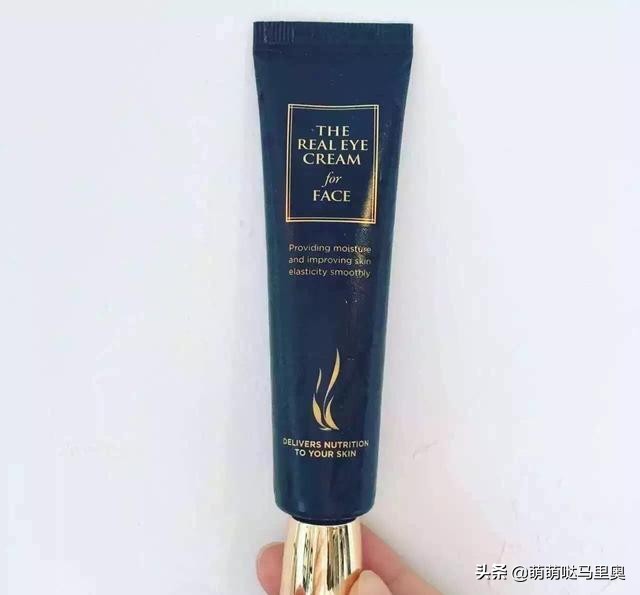 THE
REAL EYE
CREAM
for
FACE
Providing moisture
and improving skin
elasticity smoothly
DELIVERS NUTRITION
TO YOUR SKIN
头条 @萌萌哒马里奥